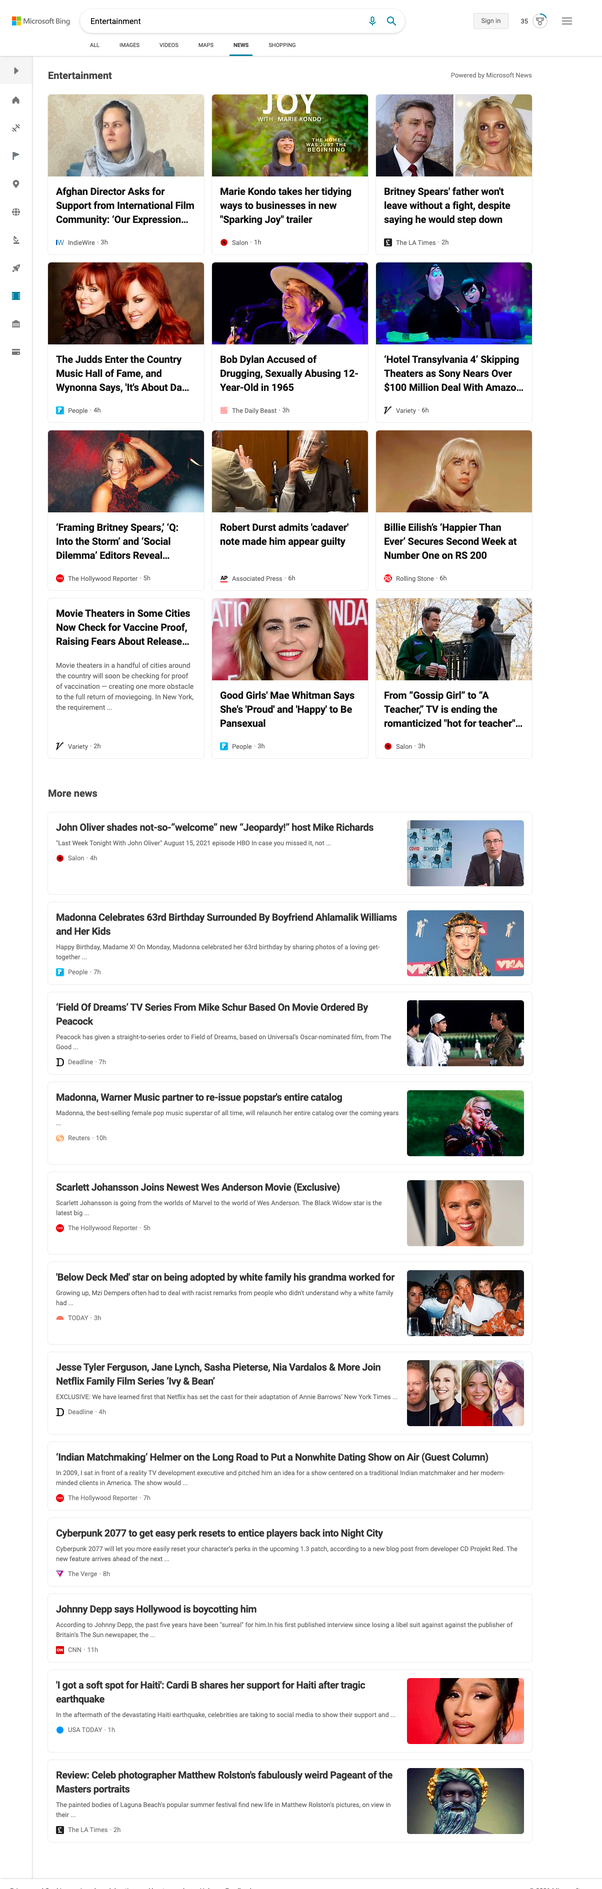 Microsoft Bing
Entertainment
Sign in
35
ALL
IMAGES
VIDEOS
MAPS
NEWS
SHOPPING
Entertainment
Powered by Microsoft News
JOY
WITH MARIE KONDO
THE HOME
WAS JUST THE
BEGINNING
Afghan Director Asks for
Support from International Film
Community: ‘Our Expression...
IndieWire · 3h
Marie Kondo takes her tidying
ways to businesses in new
"Sparking Joy" trailer
Salon · 1h
Britney Spears' father won't
leave without a fight, despite
saying he would step down
The LA Times · 2h
The Judds Enter the Country
Music Hall of Fame, and
Wynonna Says, 'It's About Da...
People · 4h
Bob Dylan Accused of
Drugging, Sexually Abusing 12-
Year-Old in 1965
The Daily Beast · 3h
‘Hotel Transylvania 4’ Skipping
Theaters as Sony Nears Over
$100 Million Deal With Amazo...
Variety · 6h
‘Framing Britney Spears,’ ‘Q:
Into the Storm’ and ‘Social
Dilemma’ Editors Reveal...
The Hollywood Reporter · 5h
Robert Durst admits 'cadaver'
note made him appear guilty
AP
Associated Press · 6h
Billie Eilish’s ‘Happier Than
Ever’ Secures Second Week at
Number One on RS 200
Rolling Stone · 6h
Movie Theaters in Some Cities
Now Check for Vaccine Proof,
Raising Fears About Release...
Movie theaters in a handful of cities around
the country will soon be checking for proof
of vaccination — creating one more obstacle
to the full return of moviegoing. In New York,
the requirement ...
Variety · 2h
Good Girls' Mae Whitman Says
She's 'Proud' and 'Happy' to Be
Pansexual
People · 3h
From “Gossip Girl” to “A
Teacher,” TV is ending the
romanticized "hot for teacher"...
Salon · 3h
More news
John Oliver shades not-so-“welcome” new “Jeopardy!” host Mike Richards
"Last Week Tonight With John Oliver" August 15, 2021 episode HBO In case you missed it, not ...
Salon · 4h
COVID SCHOOLS
Madonna Celebrates 63rd Birthday Surrounded By Boyfriend Ahlamalik Williams
and Her Kids
Happy Birthday, Madame X! On Monday, Madonna celebrated her 63rd birthday by sharing photos of a loving get-
together ...
People · 7h
VMA
‘Field Of Dreams’ TV Series From Mike Schur Based On Movie Ordered By
Peacock
Peacock has given a straight-to-series order to Field of Dreams, based on Universal’s Oscar-nominated film, from The
Good ...
Deadline · 7h
Madonna, Warner Music partner to re-issue popstar's entire catalog
Madonna, the best-selling female pop music superstar of all time, will relaunch her entire catalog over the coming years
...
Reuters · 10h
Scarlett Johansson Joins Newest Wes Anderson Movie (Exclusive)
Scarlett Johansson is going from the worlds of Marvel to the world of Wes Anderson. The Black Widow star is the
latest big ...
The Hollywood Reporter · 5h
'Below Deck Med' star on being adopted by white family his grandma worked for
Growing up, Mzi Dempers often had to deal with racist remarks from people who didn't understand why a white family
had ...
TODAY · 3h
Jesse Tyler Ferguson, Jane Lynch, Sasha Pieterse, Nia Vardalos & More Join
Netflix Family Film Series ‘Ivy & Bean’
EXCLUSIVE: We have learned first that Netflix has set the cast for their adaptation of Annie Barrows’ New York Times ...
Deadline · 4h
‘Indian Matchmaking’ Helmer on the Long Road to Put a Nonwhite Dating Show on Air (Guest Column)
In 2009, I sat in front of a reality TV development executive and pitched him an idea for a show centered on a traditional Indian matchmaker and her modern-
minded clients in America. The show would ...
The Hollywood Reporter · 7h
Cyberpunk 2077 to get easy perk resets to entice players back into Night City
Cyberpunk 2077 will let you more easily reset your character’s perks in the upcoming 1.3 patch, according to a new blog post from developer CD Projekt Red. The
new feature arrives ahead of the next ...
The Verge · 8h
Johnny Depp says Hollywood is boycotting him
According to Johnny Depp, the past five years have been "surreal" for him.In his first published interview since losing a libel suit against against the publisher of
Britain's The Sun newspaper, the ...
CNN · 11h
'I got a soft spot for Haiti': Cardi B shares her support for Haiti after tragic
earthquake
In the aftermath of the devastating Haiti earthquake, celebrities are taking to social media to show their support and ...
USA TODAY · 1h
Review: Celeb photographer Matthew Rolston's fabulously weird Pageant of the
Masters portraits
The painted bodies of Laguna Beach's popular summer festival find new life in Matthew Rolston's pictures, on view in
their ...
The LA Times · 2h